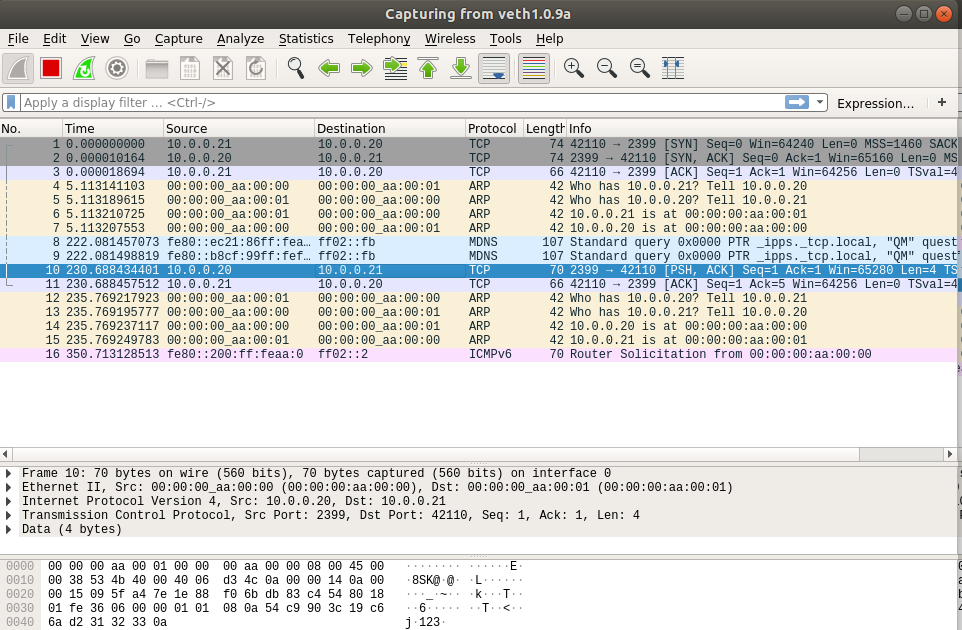 Capturing from veth1.0.9a
File Edit View Go Capture Analyze Statistics Telephony Wireless Tools Help
Apply a display filter ... <Ctrl-/> Expression... +
No. Time Source Destination Protocol Length Info
1 0.000000000 10.0.0.21 10.0.0.20 TCP 74 42110 → 2399 [SYN] Seq=0 Win=64240 Len=0 MSS=1460 SACK
2 0.000010164 10.0.0.20 10.0.0.21 TCP 74 2399 → 42110 [SYN, ACK] Seq=0 Ack=1 Win=65160 Len=0 MS
3 0.000018694 10.0.0.21 10.0.0.20 TCP 66 42110 → 2399 [ACK] Seq=1 Ack=1 Win=64256 Len=0 TSval=4
4 5.113141103 00:00:00_aa:00:00 00:00:00_aa:00:01 ARP 42 Who has 10.0.0.21? Tell 10.0.0.20
5 5.113189615 00:00:00_aa:00:01 00:00:00_aa:00:00 ARP 42 Who has 10.0.0.20? Tell 10.0.0.21
6 5.113210725 00:00:00_aa:00:01 00:00:00_aa:00:00 ARP 42 10.0.0.21 is at 00:00:00:aa:00:01
7 5.113207553 00:00:00_aa:00:00 00:00:00_aa:00:01 ARP 42 10.0.0.20 is at 00:00:00:aa:00:00
8 222.081457073 fe80::ec21:86ff:fea… ff02::fb MDNS 107 Standard query 0x0000 PTR _ipps._tcp.local, "QM" quest
9 222.081498819 fe80::b8cf:99ff:fef… ff02::fb MDNS 107 Standard query 0x0000 PTR _ipps._tcp.local, "QM" quest
10 230.688434401 10.0.0.20 10.0.0.21 TCP 70 2399 → 42110 [PSH, ACK] Seq=1 Ack=1 Win=65280 Len=4 TS
11 230.688457512 10.0.0.21 10.0.0.20 TCP 66 42110 → 2399 [ACK] Seq=1 Ack=5 Win=64256 Len=0 TSval=4
12 235.769217923 00:00:00_aa:00:01 00:00:00_aa:00:00 ARP 42 Who has 10.0.0.20? Tell 10.0.0.21
13 235.769195777 00:00:00_aa:00:00 00:00:00_aa:00:01 ARP 42 Who has 10.0.0.21? Tell 10.0.0.20
14 235.769237117 00:00:00_aa:00:00 00:00:00_aa:00:01 ARP 42 10.0.0.20 is at 00:00:00:aa:00:00
15 235.769249783 00:00:00_aa:00:01 00:00:00_aa:00:00 ARP 42 10.0.0.21 is at 00:00:00:aa:00:01
16 350.713128513 fe80::200:ff:feaa:0 ff02::2 ICMPv6 70 Router Solicitation from 00:00:00:aa:00:00
Frame 10: 70 bytes on wire (560 bits), 70 bytes captured (560 bits) on interface 0
Ethernet II, Src: 00:00:00_aa:00:00 (00:00:00:aa:00:00), Dst: 00:00:00_aa:00:01 (00:00:00:aa:00:01)
Internet Protocol Version 4, Src: 10.0.0.20, Dst: 10.0.0.21
Transmission Control Protocol, Src Port: 2399, Dst Port: 42110, Seq: 1, Ack: 1, Len: 4
Data (4 bytes)
0000 00 00 00 aa 00 01 00 00 00 aa 00 00 08 00 45 00 ········ ······E·
0010 00 38 53 4b 40 00 40 06 d3 4c 0a 00 00 14 0a 00 ·8SK@·@· ·L······
0020 00 15 09 5f a4 7e 1e 88 f0 6b db 83 c4 54 80 18 ···_·~·· ·k···T··
0030 01 fe 36 06 00 00 01 01 08 0a 54 c9 90 3c 19 c6 ··6····· ··T··<··
0040 6a d2 31 32 33 0a j·123·